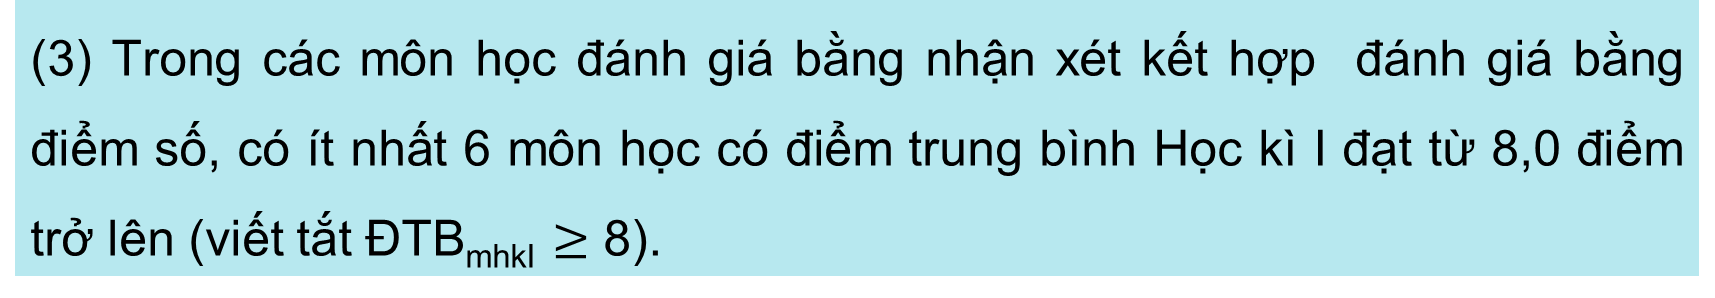 (3) Trong các môn học đánh giá bằng nhận xét kết hợp đánh giá bằng
điểm số, có ít nhất 6 môn học có điểm trung bình Học kì I đạt từ 8,0 điểm
trở lên (viết tắt ĐTBmhkI ≥ 8).